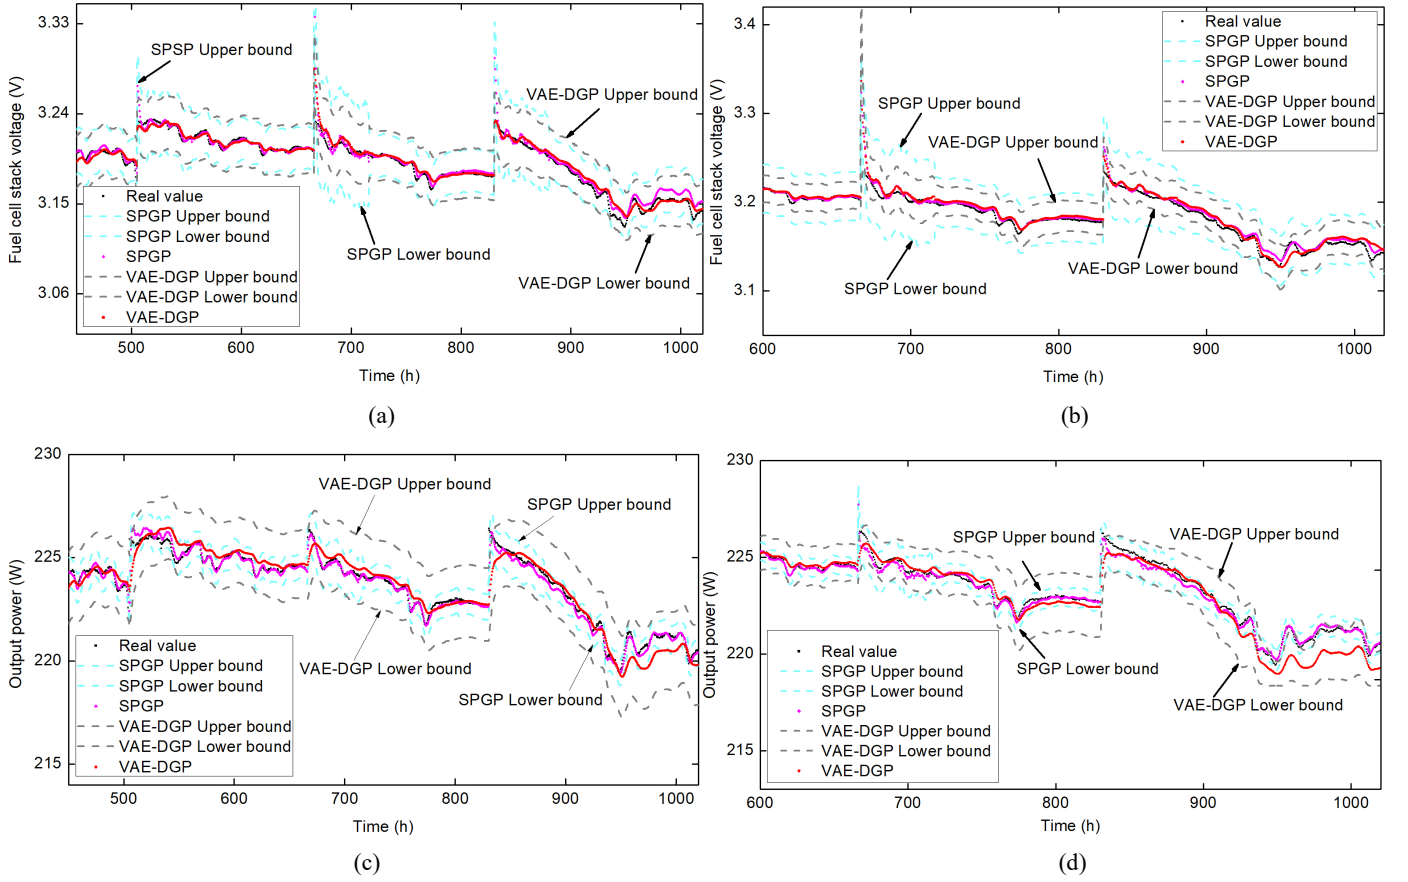 3.33
3.24
3.15
3.06
Fuel cell stack voltage (V)
SPSP Upper bound
VAE-DGP Upper bound
SPGP Lower bound
VAE-DGP Lower bound
Real value
SPGP Upper bound
SPGP Lower bound
SPGP
VAE-DGP Upper bound
VAE-DGP Lower bound
VAE-DGP
500 600 700 800 900 1000
Time (h)
(a)
3.4
3.3
3.2
3.1
Fuel cell stack voltage (V)
Real value
SPGP Upper bound
SPGP Lower bound
SPGP
VAE-DGP Upper bound
VAE-DGP Lower bound
VAE-DGP
SPGP Upper bound
VAE-DGP Upper bound
VAE-DGP Lower bound
SPGP Lower bound
600 700 800 900 1000
Time (h)
(b)
230
225
220
215
Output power (W)
VAE-DGP Upper bound
SPGP Upper bound
VAE-DGP Lower bound
SPGP Lower bound
Real value
SPGP Upper bound
SPGP Lower bound
SPGP
VAE-DGP Upper bound
VAE-DGP Lower bound
VAE-DGP
500 600 700 800 900 1000
Time (h)
(c)
230
225
220
215
Output power (W)
SPGP Upper bound
VAE-DGP Upper bound
SPGP Lower bound
VAE-DGP Lower bound
Real value
SPGP Upper bound
SPGP Lower bound
SPGP
VAE-DGP Upper bound
VAE-DGP Lower bound
VAE-DGP
600 700 800 900 1000
Time (h)
(d)